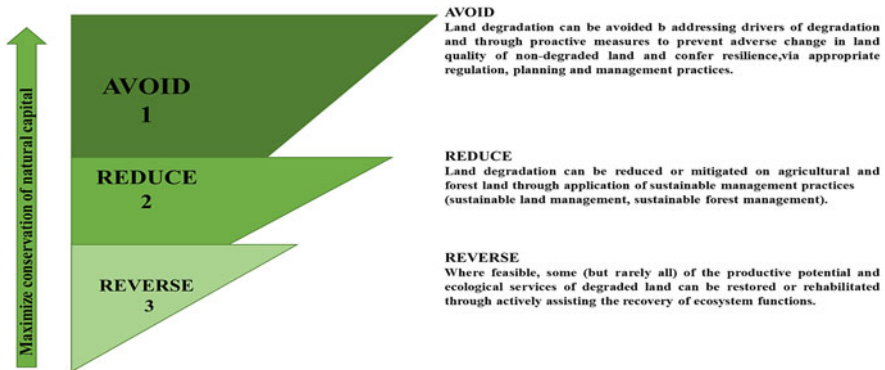 Maximize conservation of natural capital
AVOID
1
REDUCE
2
REVERSE
3
AVOID
Land degradation can be avoided b addressing drivers of degradation
and through proactive measures to prevent adverse change in land
quality of non-degraded land and confer resilience,via appropriate
regulation, planning and management practices.
REDUCE
Land degradation can be reduced or mitigated on agricultural and
forest land through application of sustainable management practices
(sustainable land management, sustainable forest management).
REVERSE
Where feasible, some (but rarely all) of the productive potential and
ecological services of degraded land can be restored or rehabilitated
through actively assisting the recovery of ecosystem functions.